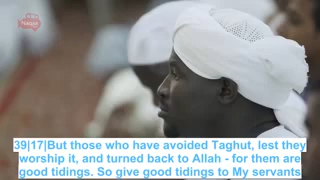 39|17|But those who have avoided Taghut, lest they
worship it, and turned back to Allah - for them are
good tidings. So give good tidings to My servants